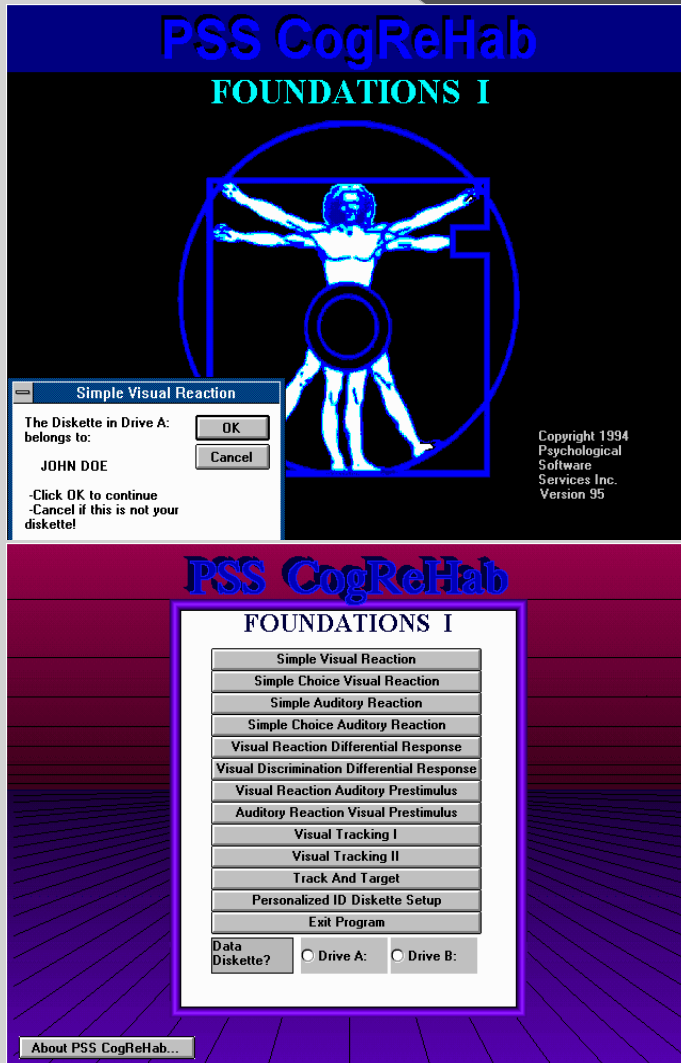 PSS CogReHab
FOUNDATIONS I
Simple Visual Reaction
The Diskette in Drive A:
belongs to:
JOHN DOE
-Click OK to continue
-Cancel if this is not your
diskette!
OK
Cancel
Copyright 1994
Psychological
Software
Services Inc.
Version 95
PSS CogReHab
FOUNDATIONS I
Simple Visual Reaction
Simple Choice Visual Reaction
Simple Auditory Reaction
Simple Choice Auditory Reaction
Visual Reaction Differential Response
Visual Discrimination Differential Response
Visual Reaction Auditory Prestimulus
Auditory Reaction Visual Prestimulus
Visual Tracking I
Visual Tracking II
Track And Target
Personalized ID Diskette Setup
Exit Program
Data
Diskette?
Drive A:
Drive B:
About PSS CogReHab...